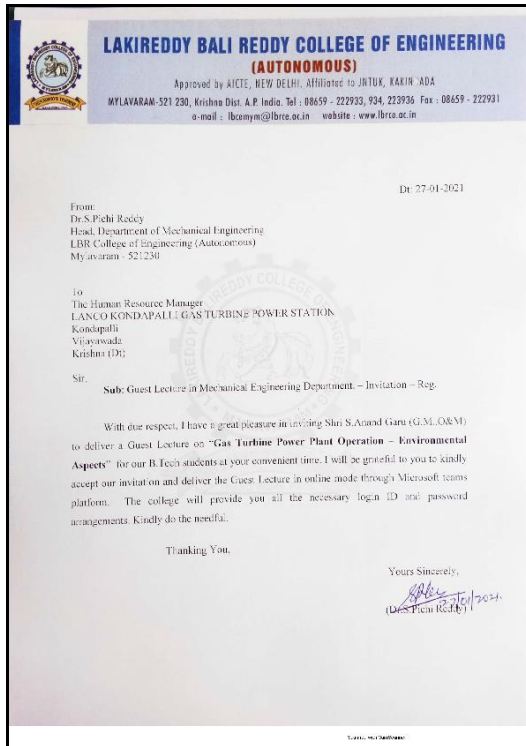 LAKIREDDY BALI REDDY COLLEGE OF ENGINEERING
(AUTONOMOUS)
Approved by AICTE, NEW DELHI, Affiliated to JNTUK, KAKINADA
MYLAVARAM-521 230, Krishna Dist. A.P. India. Tel : 08659 - 222933, 934, 223936 Fax : 08659 - 222931
e-mail : lbcemym@lbrce.ac.in website : www.lbrce.ac.in
Dt: 27-01-2021
From:
Dr.S.Pichi Reddy
Head, Department of Mechanical Engineering
LBR College of Engineering (Autonomous)
Mylavaram - 521230
To
The Human Resource Manager
LANCO KONDAPALLI GAS TURBINE POWER STATION
Kondapalli
Vijayawada
Krishna (Dt)
Sir,
Sub: Guest Lecture in Mechanical Engineering Department. – Invitation – Reg.
With due respect, I have a great pleasure in inviting Shri S.Anand Garu (G.M.,O&M)
to deliver a Guest Lecture on "Gas Turbine Power Plant Operation – Environmental
Aspects" for our B.Tech students at your convenient time. I will be grateful to you to kindly
accept our invitation and deliver the Guest Lecture in online mode through Microsoft teams
platform. The college will provide you all the necessary login ID and password
arrangements. Kindly do the needful.
Thanking You,
Yours Sincerely,
27/01/2021.
(Dr.S.Pichi Reddy)